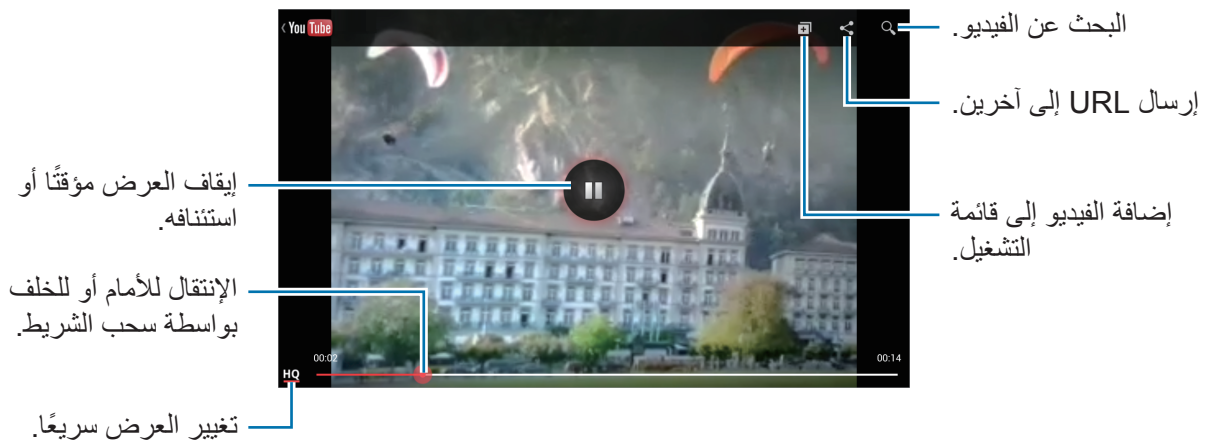 You Tube
البحث عن الفيديو.
إرسال URL إلى آخرين.
إضافة الفيديو إلى قائمة
التشغيل.
إيقاف العرض مؤقتًا أو
استئنافه.
الإنتقال للأمام أو للخلف
بواسطة سحب الشريط.
00:02
00:14
HQ
تغيير العرض سريعًا.